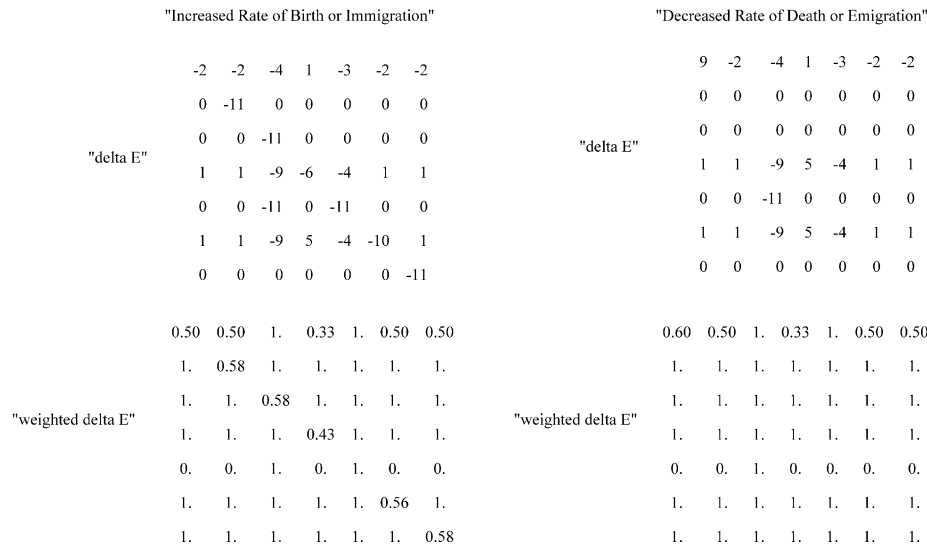 "Increased Rate of Birth or Immigration"
-2 -2 -4 1 -3 -2 -2
0 -11 0 0 0 0 0
0 0 -11 0 0 0 0
"delta E"
1 1 -9 -6 -4 1 1
0 0 -11 0 -11 0 0
1 1 -9 5 -4 -10 1
0 0 0 0 0 0 -11
0.50 0.50 1. 0.33 1. 0.50 0.50
1. 0.58 1. 1. 1. 1. 1.
1. 1. 0.58 1. 1. 1. 1.
"weighted delta E"
1. 1. 1. 0.43 1. 1. 1.
0. 0. 1. 0. 1. 0. 0.
1. 1. 1. 1. 1. 0.56 1.
1. 1. 1. 1. 1. 1. 0.58
"Decreased Rate of Death or Emigration"
9 -2 -4 1 -3 -2 -2
0 0 0 0 0 0 0
0 0 0 0 0 0 0
"delta E"
1 1 -9 5 -4 1 1
0 0 -11 0 0 0 0
1 1 -9 5 -4 1 1
0 0 0 0 0 0 0
0.60 0.50 1. 0.33 1. 0.50 0.50
1. 1. 1. 1. 1. 1. 1.
1. 1. 1. 1. 1. 1. 1.
"weighted delta E"
1. 1. 1. 1. 1. 1. 1.
0. 0. 1. 0. 0. 0. 0.
1. 1. 1. 1. 1. 1. 1.
1. 1. 1. 1. 1. 1. 1.